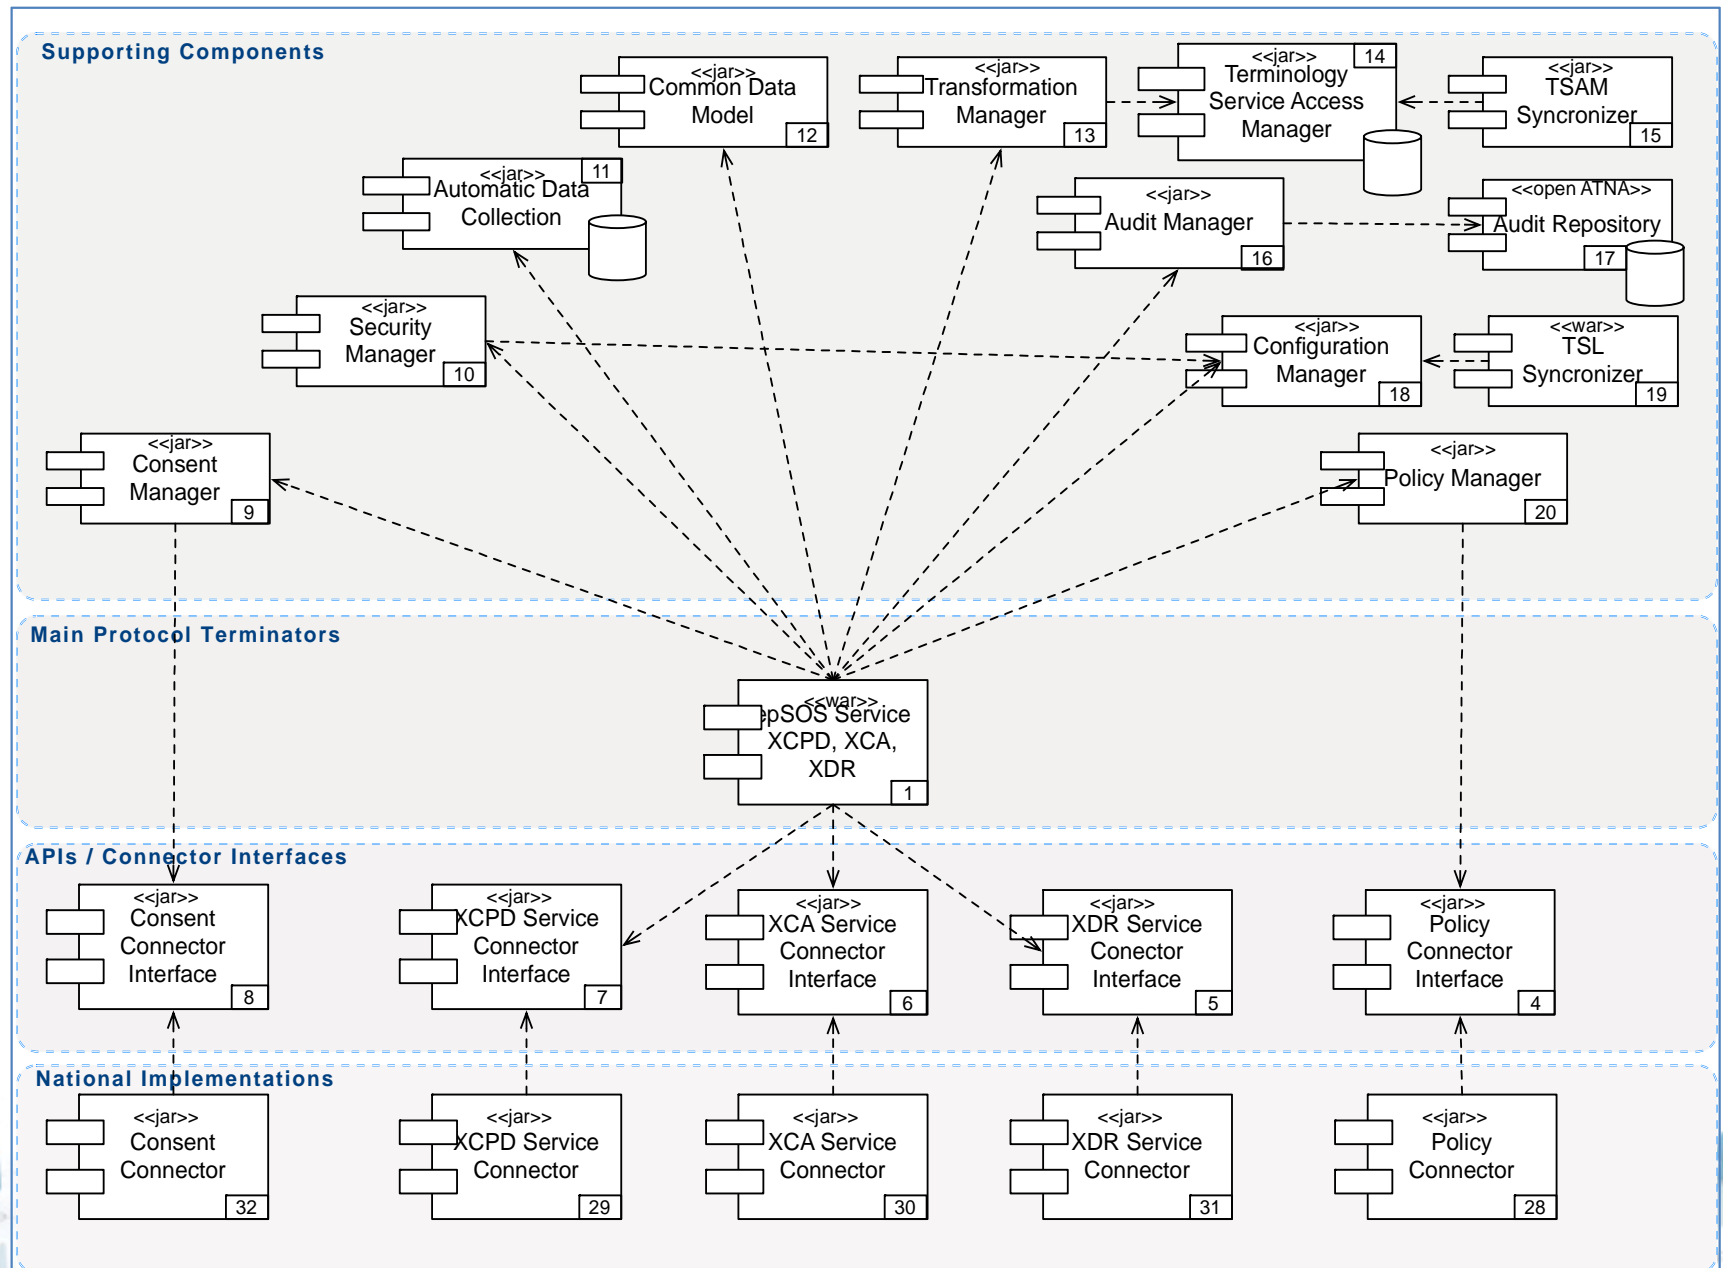 Supporting Components
<<jar>>
Common Data
Model
12
<<jar>>
Transformation
Manager
13
<<jar>>
14
Terminology
Service Access
Manager
<<jar>>
TSAM
Syncronizer
15
<<jar>>
11
Automatic Data
Collection
<<jar>>
Audit Manager
16
<<open ATNA>>
Audit Repository
17
<<jar>>
Security
Manager
10
<<jar>>
Configuration
Manager
18
<<war>>
TSL
Syncronizer
19
<<jar>>
Consent
Manager
9
<<jar>>
Policy Manager
20
Main Protocol Terminators
<<war>>
epSOS Service
XCPD, XCA,
XDR
1
APIs / Connector Interfaces
<<jar>>
Consent
Connector
Interface
8
<<jar>>
XCPD Service
Connector
Interface
7
<<jar>>
XCA Service
Connector
Interface
6
<<jar>>
XDR Service
Conector
Interface
5
<<jar>>
Policy
Connector
Interface
4
National Implementations
<<jar>>
Consent
Connector
32
<<jar>>
XCPD Service
Connector
29
<<jar>>
XCA Service
Connector
30
<<jar>>
XDR Service
Connector
31
<<jar>>
Policy
Connector
28